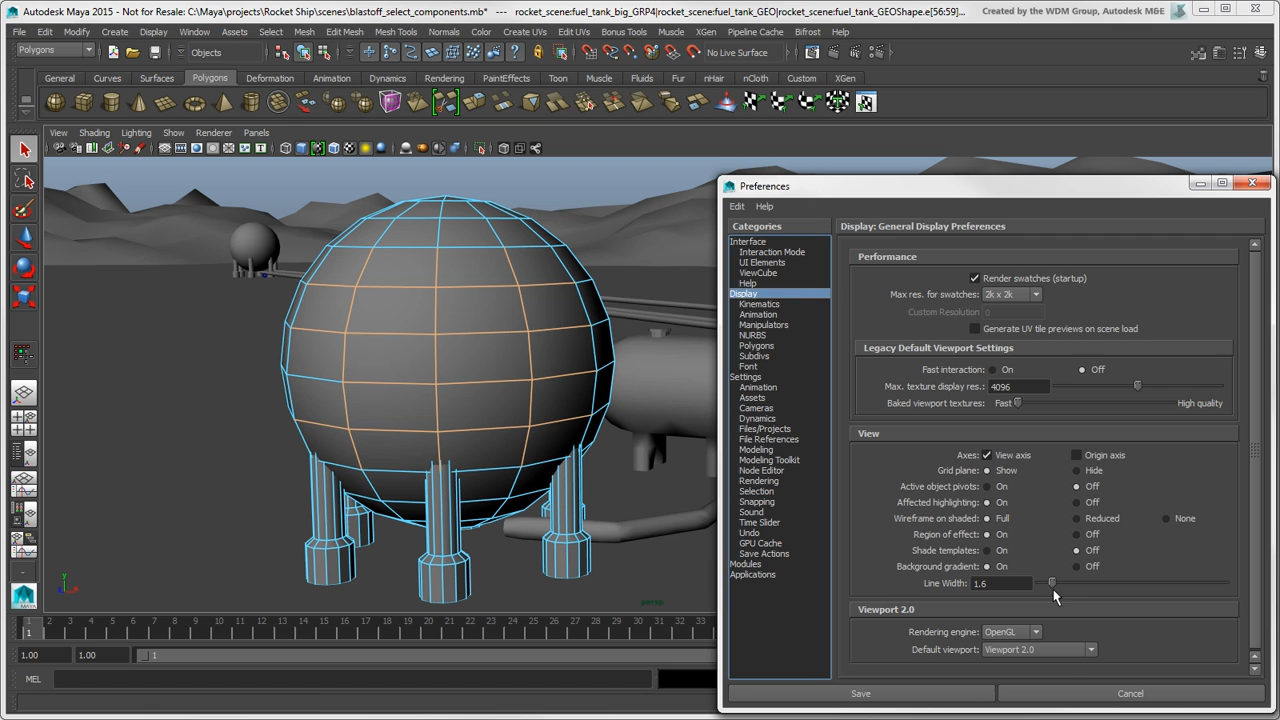 Autodesk Maya 2015 - Not for Resale: C:\Maya\projects\Rocket Ship\scenes\blastoff_select_components.mb* --- rocket_scene:fuel_tank_big_GRP4|rocket_scene:fuel_tank_GEO|rocket_scene:fuel_tank_GEOShape.e[56:59]...
Created by the WDM Group, Autodesk M&E
File Edit Modify Create Display Window Assets Select Mesh Edit Mesh Mesh Tools Normals Color Create UVs Edit UVs Bonus Tools Muscle XGen Pipeline Cache Bifrost Help
Polygons Objects No Live Surface
General Curves Surfaces Polygons Deformation Animation Dynamics Rendering PaintEffects Toon Muscle Fluids Fur nHair nCloth Custom XGen
View Shading Lighting Show Renderer Panels
Preferences
Edit Help
Categories
Interface
Interaction Mode
UI Elements
ViewCube
Help
Display
Kinematics
Animation
Manipulators
NURBS
Polygons
Subdivs
Font
Settings
Animation
Assets
Cameras
Dynamics
Files/Projects
File References
Modeling
Modeling Toolkit
Node Editor
Rendering
Selection
Snapping
Sound
Time Slider
Undo
GPU Cache
Save Actions
Modules
Applications
Display: General Display Preferences
Performance
Render swatches (startup)
Max res. for swatches: 2k x 2k
Custom Resolution 0
Generate UV tile previews on scene load
Legacy Default Viewport Settings
Fast interaction: On Off
Max. texture display res.: 4096
Baked viewport textures: Fast High quality
View
Axes: View axis Origin axis
Grid plane: Show Hide
Active object pivots: On Off
Affected highlighting: On Off
Wireframe on shaded: Full Reduced None
Region of effect: On Off
Shade templates: On Off
Background gradient: On Off
Line Width: 1.6
Viewport 2.0
Rendering engine: OpenGL
Default viewport: Viewport 2.0
Save Cancel
y
persp
MAYA
1 2 3 4 5 6 7 8 9 10 11 12 13 14 15 16 17 18 19 20 21 22 23 24 25 26 27 28 29 30 31 32 33
1
1.00 1.00 1
MEL